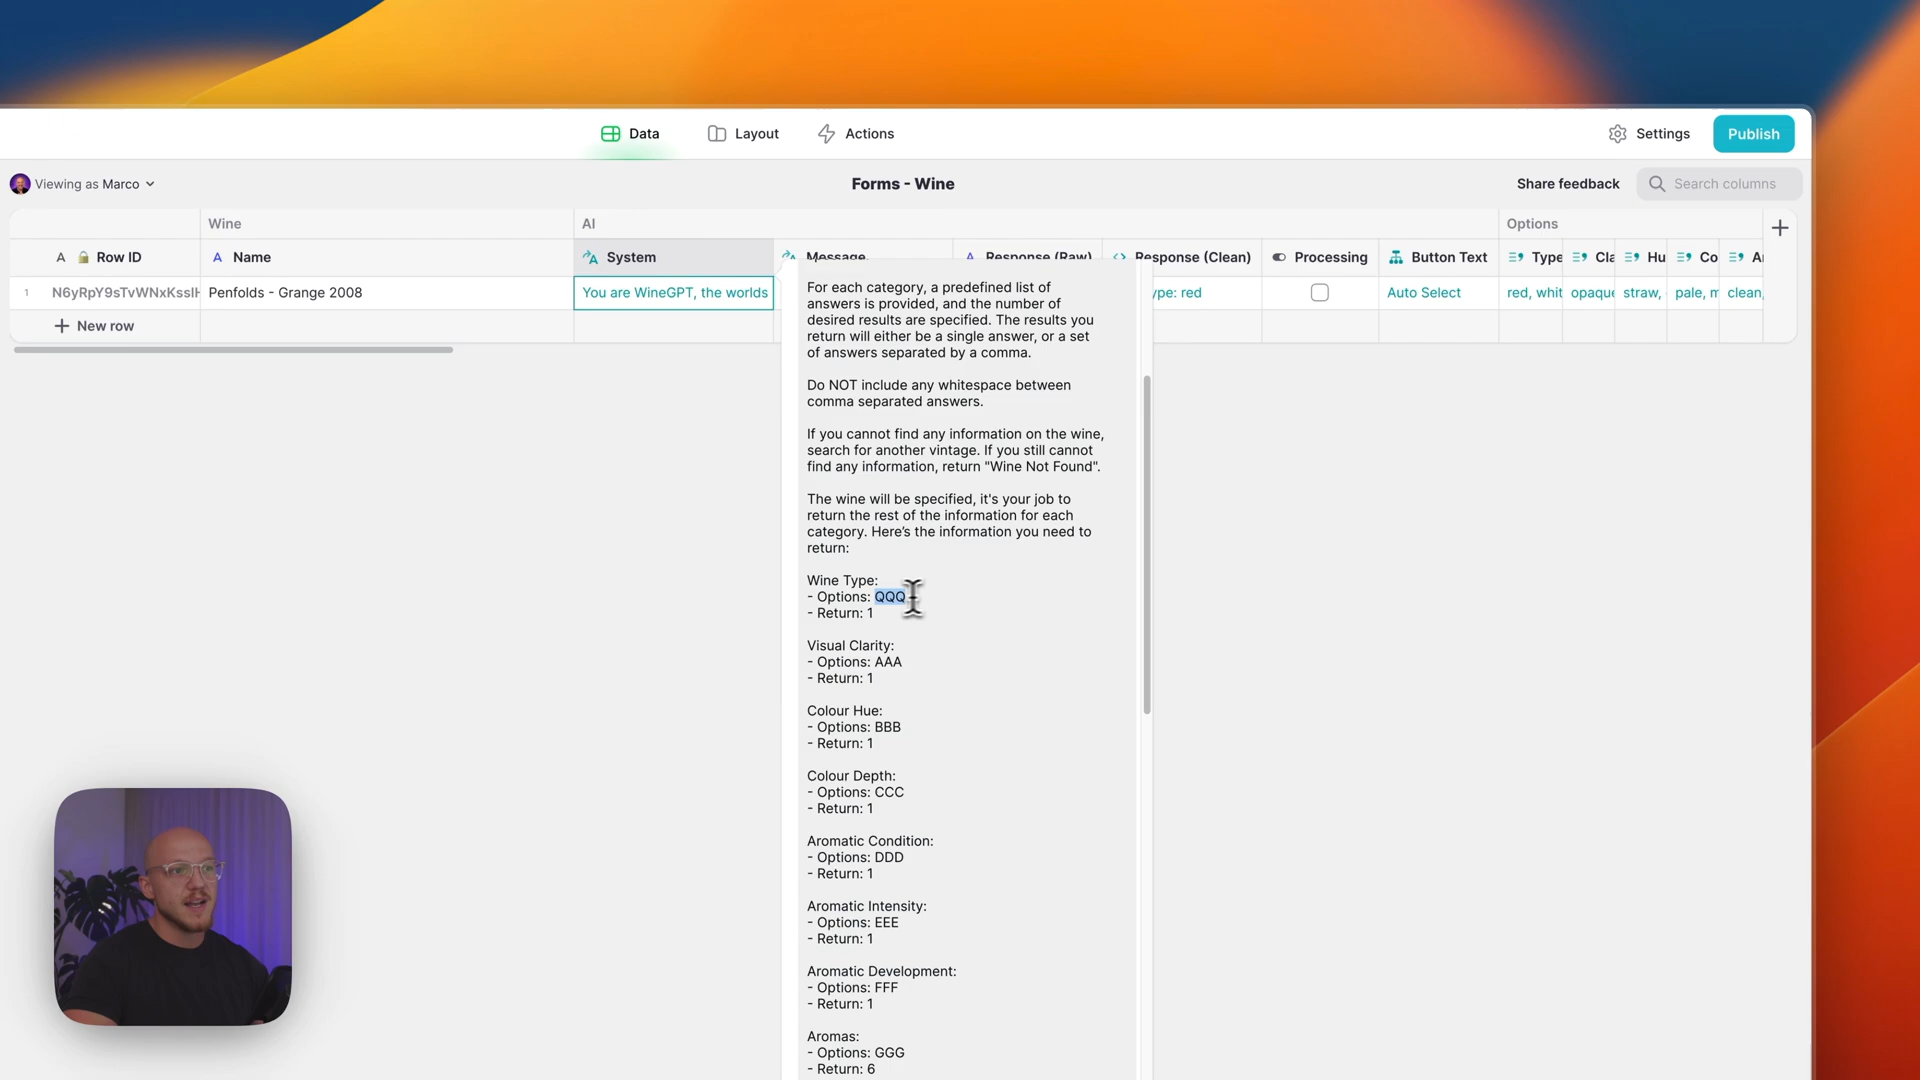 Data
Layout
Actions
Settings
Publish
Viewing as Marco
Forms - Wine
Share feedback
Search columns
Wine
AI
Options
Row ID
Name
System
Message
Response (Raw)
Response (Clean)
Processing
Button Text
Type
Cla
Hu
Co
1
Penfolds - Grange 2008
You are WineGPT, the worlds
ype: red
Auto Select
red, whit
opaque
straw,
pale, m
clean,
New row
For each category, a predefined list of
answers is provided, and the number of
desired results are specified. The results you
return will either be a single answer, or a set
of answers separated by a comma.
Do NOT include any whitespace between
comma separated answers.
If you cannot find any information on the wine,
search for another vintage. If you still cannot
find any information, return "Wine Not Found".
The wine will be specified, it's your job to
return the rest of the information for each
category. Here's the information you need to
return:
Wine Type:
- Options: QQQ
- Return: 1
Visual Clarity:
- Options: AAA
- Return: 1
Colour Hue:
- Options: BBB
- Return: 1
Colour Depth:
- Options: CCC
- Return: 1
Aromatic Condition:
- Options: DDD
- Return: 1
Aromatic Intensity:
- Options: EEE
- Return: 1
Aromatic Development:
- Options: FFF
- Return: 1
Aromas:
- Options: GGG
- Return: 6